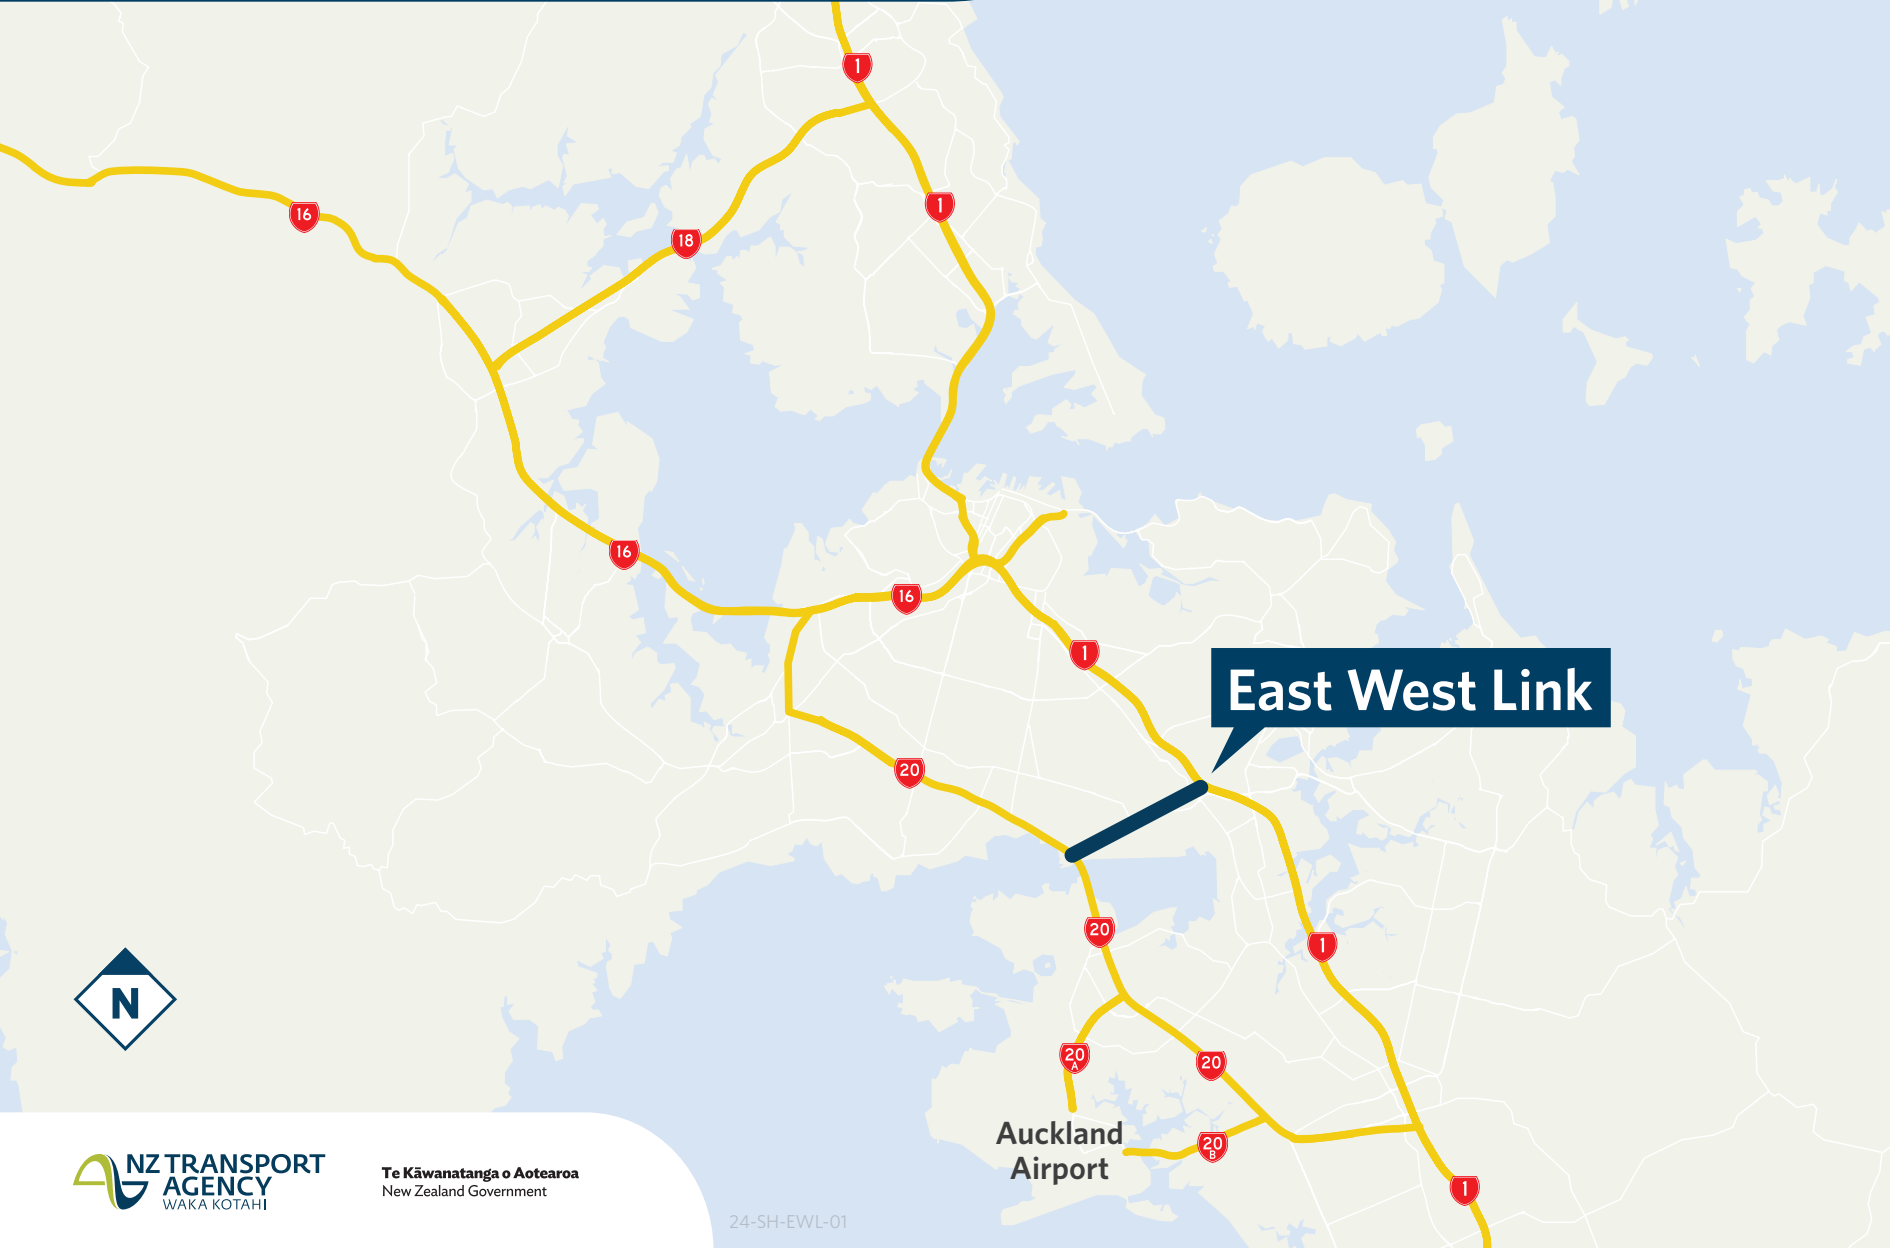 1
16
1
18
16
16
1
East West Link
20
20
1
20
A
20
Auckland
Airport
20
B
1
N
NZ TRANSPORT
AGENCY
WAKA KOTAHI
Te Kāwanatanga o Aotearoa
New Zealand Government
24-SH-EWL-01